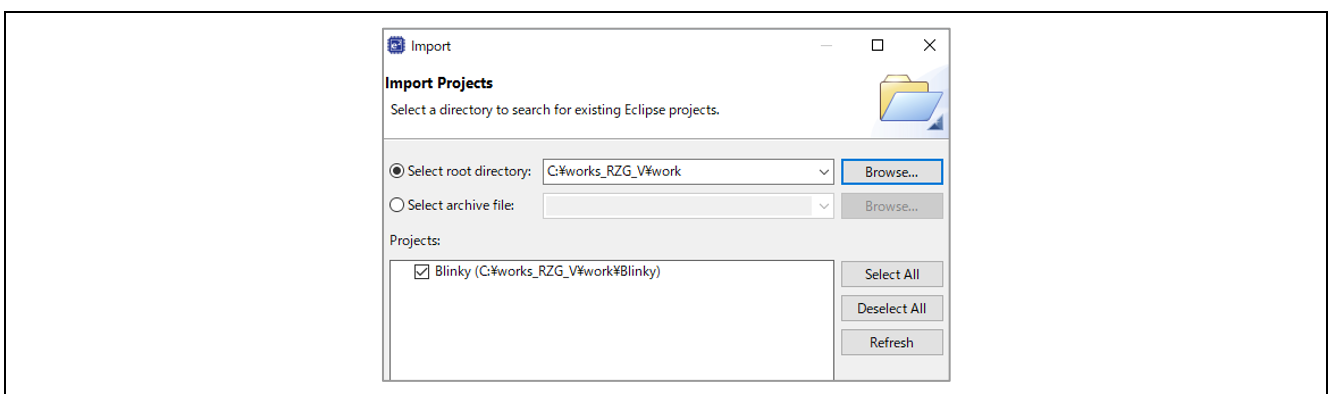 Import
Import Projects
Select a directory to search for existing Eclipse projects.
Select root directory: C:¥works_RZG_V¥work Browse...
Select archive file: Browse...
Projects:
Blinky (C:¥works_RZG_V¥work¥Blinky) Select All
Deselect All
Refresh